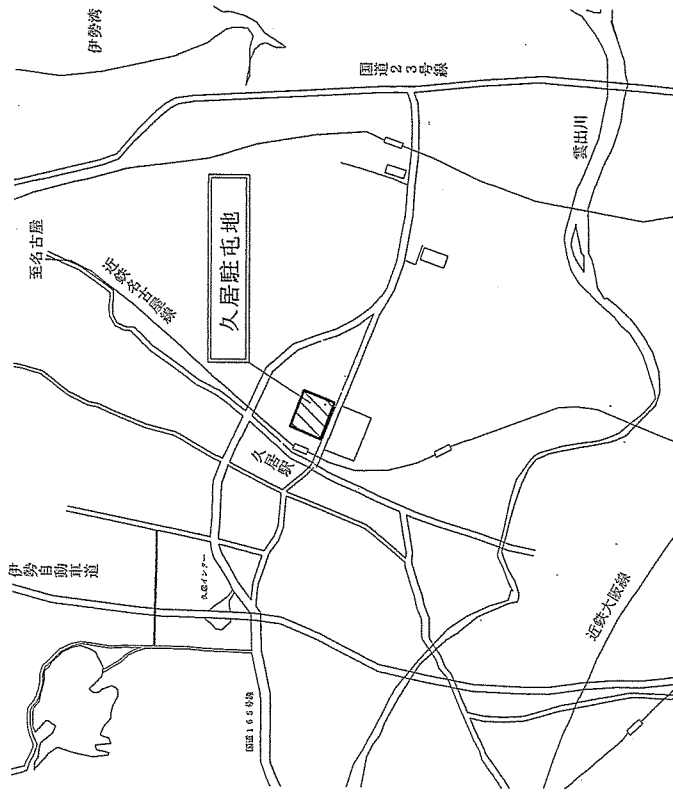 伊勢湾
国道23号線
雲出川
至名古屋
近鉄名古屋線
久居駐屯地
久居駅
伊勢自動車道
久居インター
国道165号線
近鉄大阪線